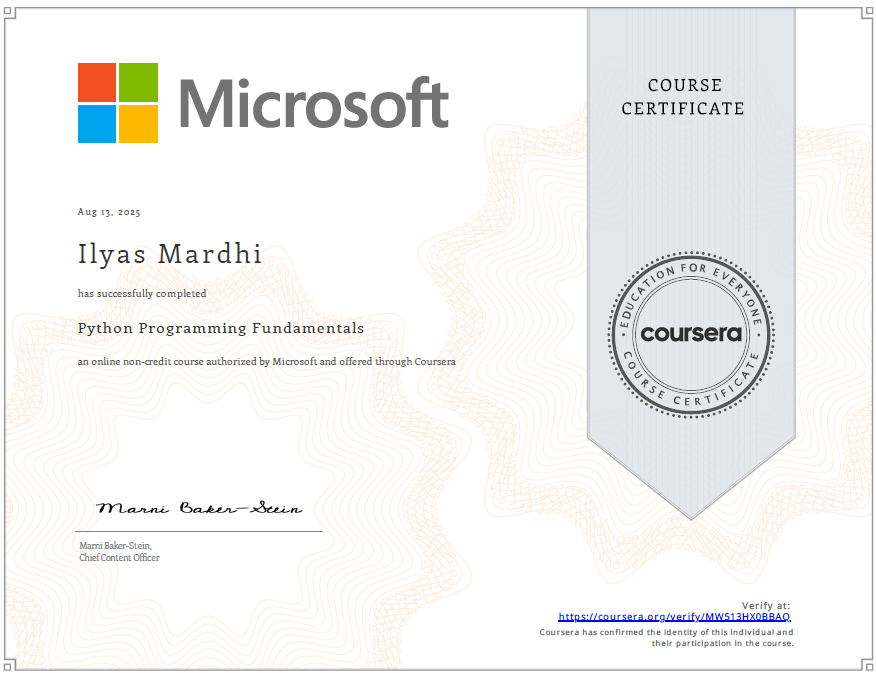 Microsoft
COURSE
CERTIFICATE
Aug 13, 2025
Ilyas Mardhi
has successfully completed
Python Programming Fundamentals
an online non-credit course authorized by Microsoft and offered through Coursera
EDUCATION FOR EVERYONE
coursera
COURSE CERTIFICATE
Marni Baker-Stein
Marni Baker-Stein,
Chief Content Officer
Verify at:
https://coursera.org/verify/MW513HX0BBAQ
Coursera has confirmed the identity of this individual and
their participation in the course.